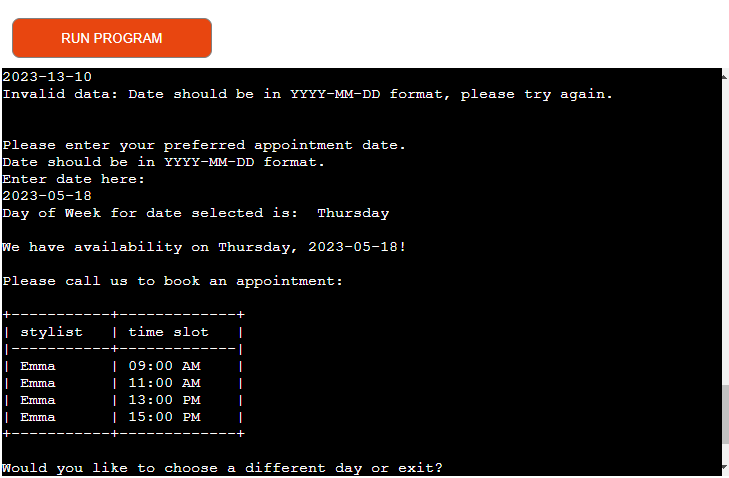 RUN PROGRAM
2023-13-10
Invalid data: Date should be in YYYY-MM-DD format, please try again.
Please enter your preferred appointment date.
Date should be in YYYY-MM-DD format.
Enter date here:
2023-05-18
Day of Week for date selected is:  Thursday
We have availability on Thursday, 2023-05-18!
Please call us to book an appointment:
+-----------+-------------+
| stylist   | time slot   |
|-----------+-------------|
| Emma      | 09:00 AM    |
| Emma      | 11:00 AM    |
| Emma      | 13:00 PM    |
| Emma      | 15:00 PM    |
+-----------+-------------+
Would you like to choose a different day or exit?